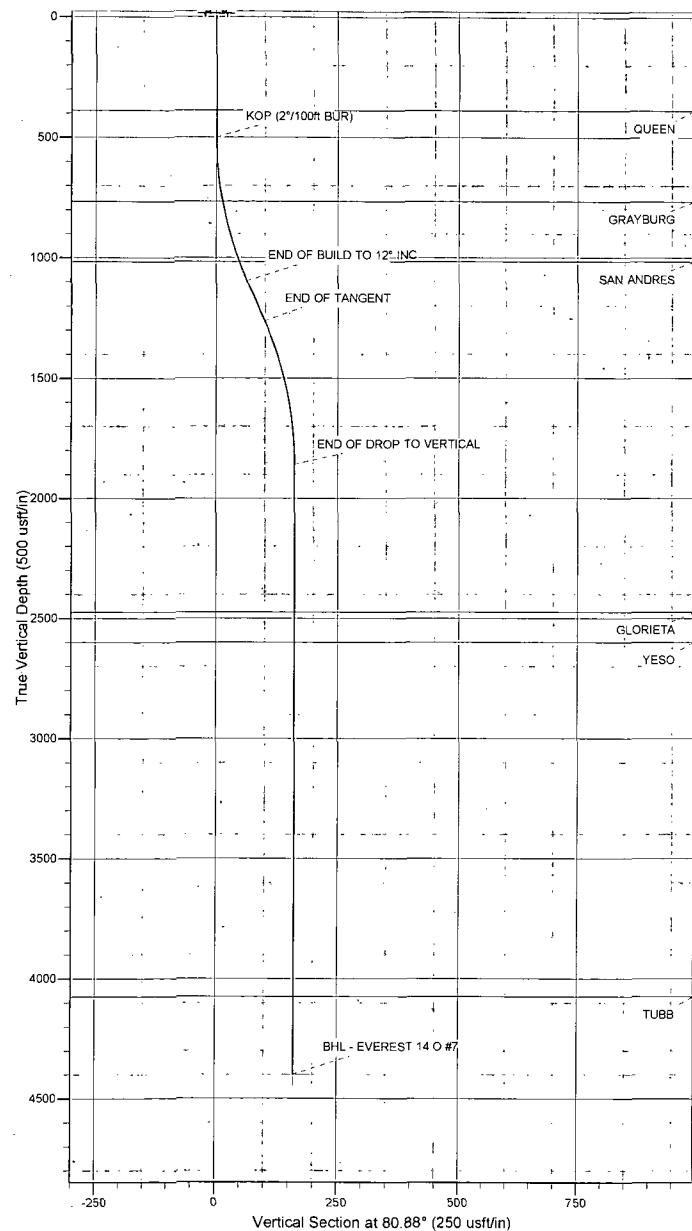 0
KOP (2°/100ft BUR)
500
QUEEN
GRAYBURG
END OF BUILD TO 12° INC
1000
SAN ANDRES
END OF TANGENT
1500
END OF DROP TO VERTICAL
2000
True Vertical Depth (500 usft/in)
2500
GLORIETA
YESO
3000
3500
4000
TUBB
BHL - EVEREST 14 O #7
4500
-250 0 250 500 750
Vertical Section at 80.88° (250 usft/in)